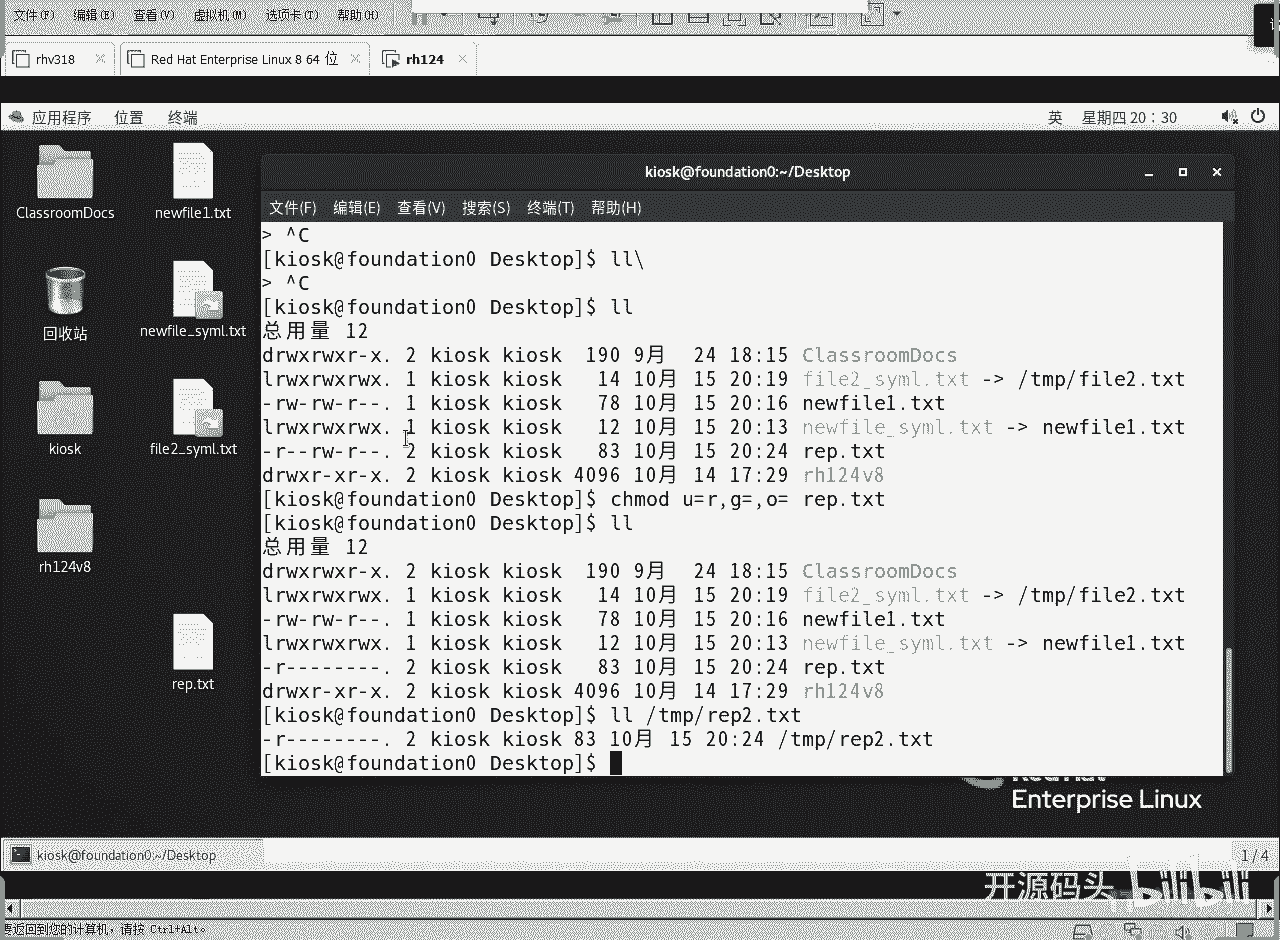 文件(F) 编辑(E) 查看(V) 虚拟机(M) 选项卡(T) 帮助(H)
rhv318 Red Hat Enterprise Linux 8 64 位 rh124
应用程序 位置 终端 英 星期四 20：30
ClassroomDocs
newfile1.txt
回收站
newfile_syml.txt
kiosk
file2_syml.txt
rh124v8
rep.txt
kiosk@foundation0:~/Desktop
文件(F) 编辑(E) 查看(V) 搜索(S) 终端(T) 帮助(H)
> ^C
[kiosk@foundation0 Desktop]$ ll\
> ^C
[kiosk@foundation0 Desktop]$ ll
总用量 12
drwxrwxr-x. 2 kiosk kiosk 190 9月 24 18:15 ClassroomDocs
lrwxrwxrwx. 1 kiosk kiosk 14 10月 15 20:19 file2_syml.txt -> /tmp/file2.txt
-rw-rw-r--. 1 kiosk kiosk 78 10月 15 20:16 newfile1.txt
lrwxrwxrwx. 1 kiosk kiosk 12 10月 15 20:13 newfile_syml.txt -> newfile1.txt
-r--rw-r--. 2 kiosk kiosk 83 10月 15 20:24 rep.txt
drwxr-xr-x. 2 kiosk kiosk 4096 10月 14 17:29 rh124v8
[kiosk@foundation0 Desktop]$ chmod u=r,g=,o= rep.txt
[kiosk@foundation0 Desktop]$ ll
总用量 12
drwxrwxr-x. 2 kiosk kiosk 190 9月 24 18:15 ClassroomDocs
lrwxrwxrwx. 1 kiosk kiosk 14 10月 15 20:19 file2_syml.txt -> /tmp/file2.txt
-rw-rw-r--. 1 kiosk kiosk 78 10月 15 20:16 newfile1.txt
lrwxrwxrwx. 1 kiosk kiosk 12 10月 15 20:13 newfile_syml.txt -> newfile1.txt
-r--------. 2 kiosk kiosk 83 10月 15 20:24 rep.txt
drwxr-xr-x. 2 kiosk kiosk 4096 10月 14 17:29 rh124v8
[kiosk@foundation0 Desktop]$ ll /tmp/rep2.txt
-r--------. 2 kiosk kiosk 83 10月 15 20:24 /tmp/rep2.txt
[kiosk@foundation0 Desktop]$
Enterprise Linux
kiosk@foundation0:~/Desktop 1/4
开源码头 bilibili
要返回到您的计算机，请按 Ctrl+Alt。